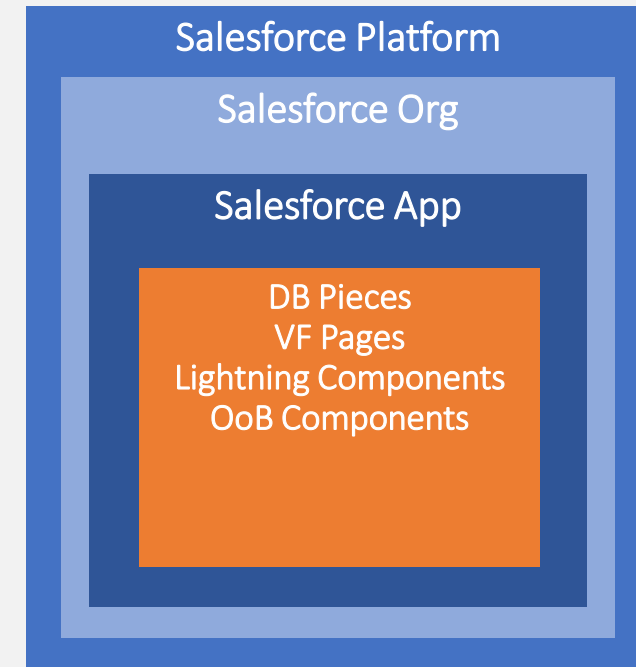 Salesforce Platform
Salesforce Org
Salesforce App
DB Pieces
VF Pages
Lightning Components
OoB Components